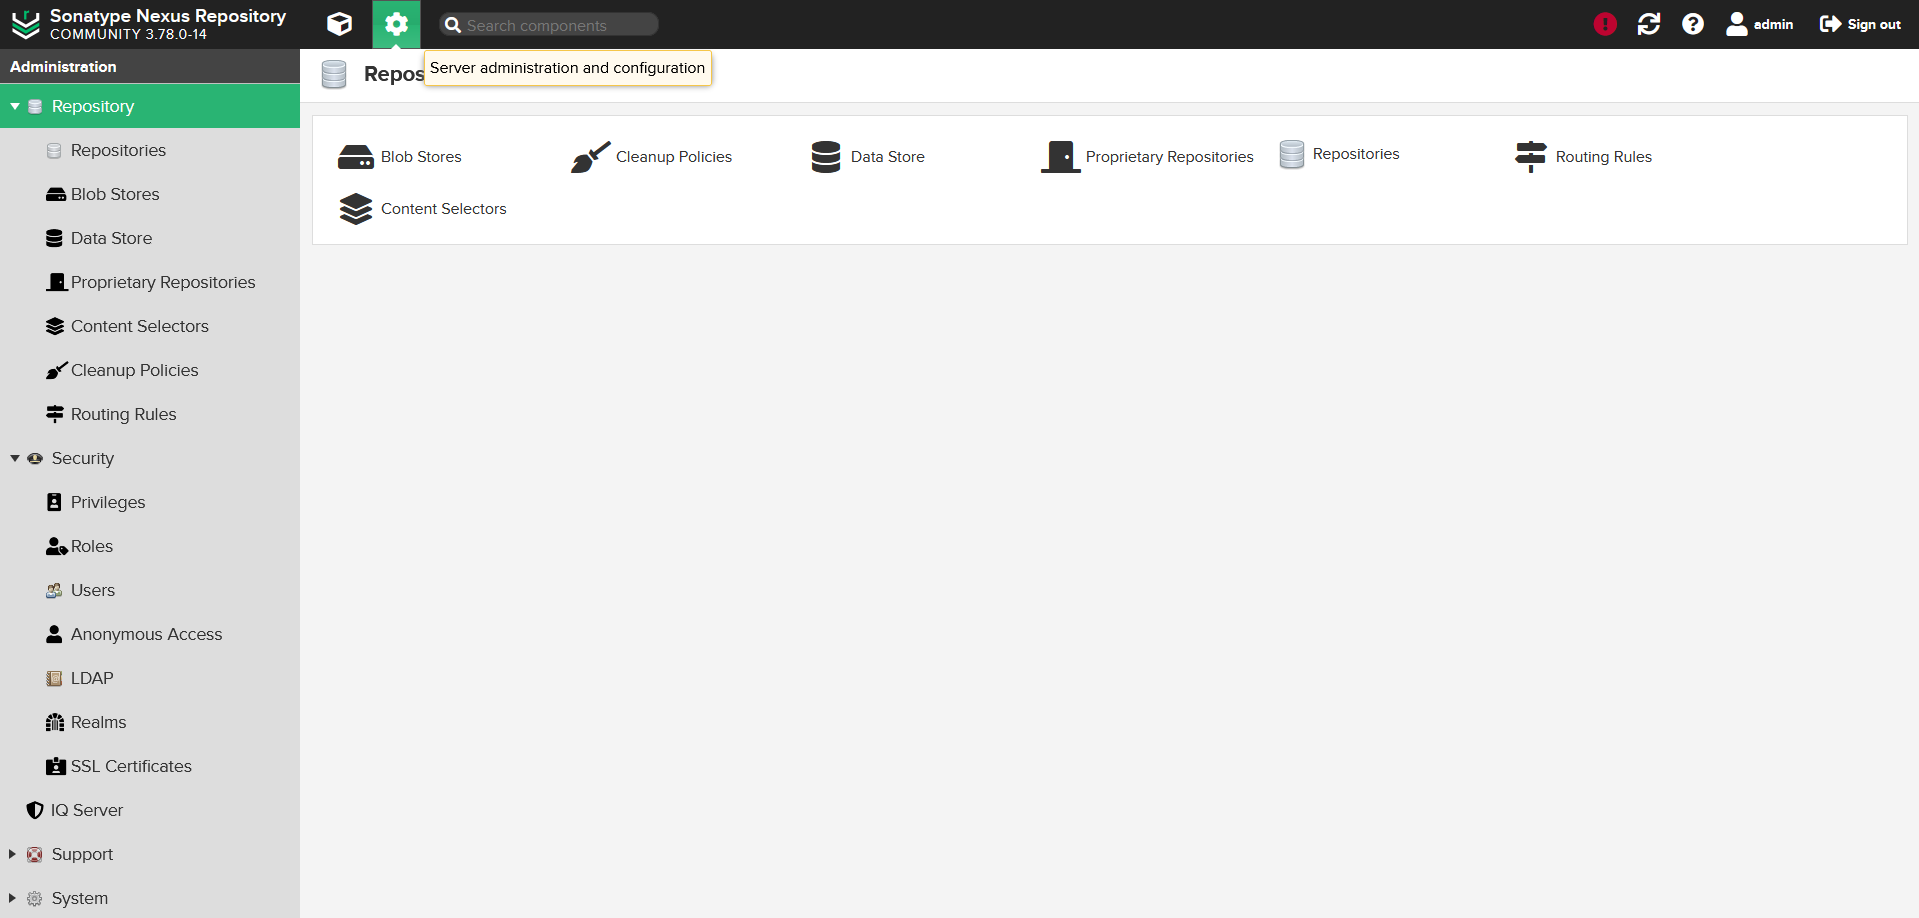 Sonatype Nexus Repository
COMMUNITY 3.78.0-14
Search components
admin
Sign out
Administration
Repos
Server administration and configuration
Repository
Repositories
Blob Stores
Data Store
Proprietary Repositories
Content Selectors
Cleanup Policies
Routing Rules
Security
Privileges
Roles
Users
Anonymous Access
LDAP
Realms
SSL Certificates
IQ Server
Support
System
Blob Stores
Cleanup Policies
Data Store
Proprietary Repositories
Repositories
Routing Rules
Content Selectors